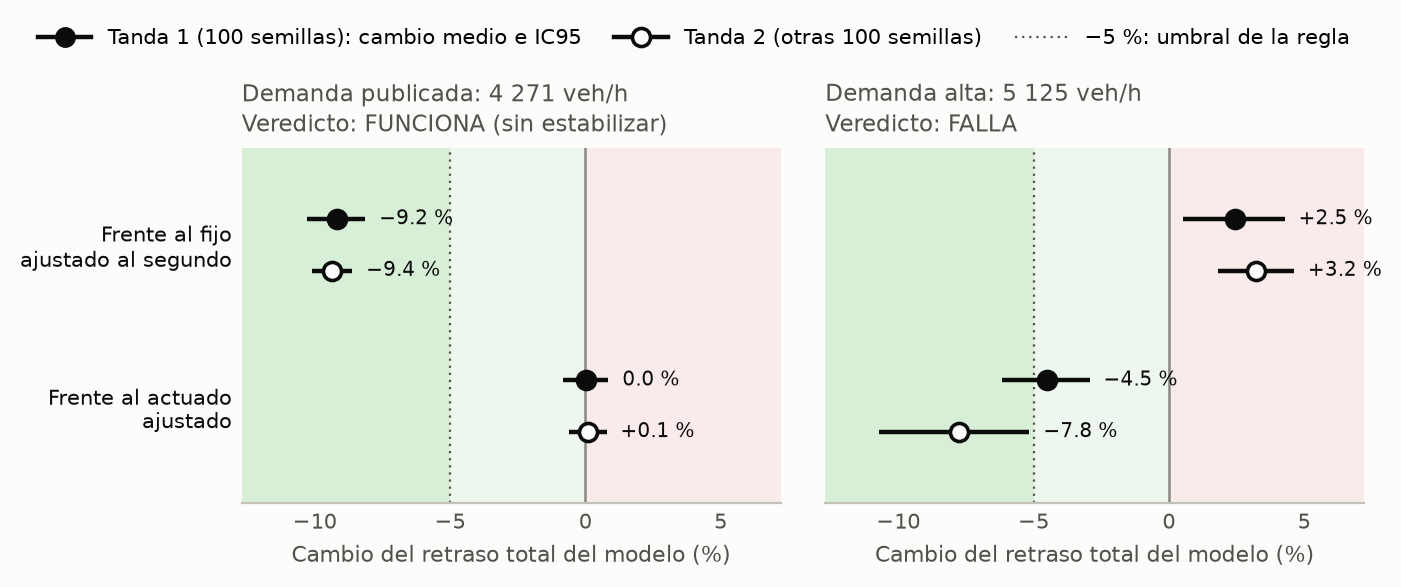 Tanda 1 (100 semillas): cambio medio e IC95
Tanda 2 (otras 100 semillas)
−5 %: umbral de la regla
Demanda publicada: 4 271 veh/h
Veredicto: FUNCIONA (sin estabilizar)
Demanda alta: 5 125 veh/h
Veredicto: FALLA
Frente al fijo
ajustado al segundo
Frente al actuado
ajustado
−9.2 %
−9.4 %
0.0 %
+0.1 %
−10
−5
0
5
Cambio del retraso total del modelo (%)
+2.5 %
+3.2 %
−4.5 %
−7.8 %
−10
−5
0
5
Cambio del retraso total del modelo (%)